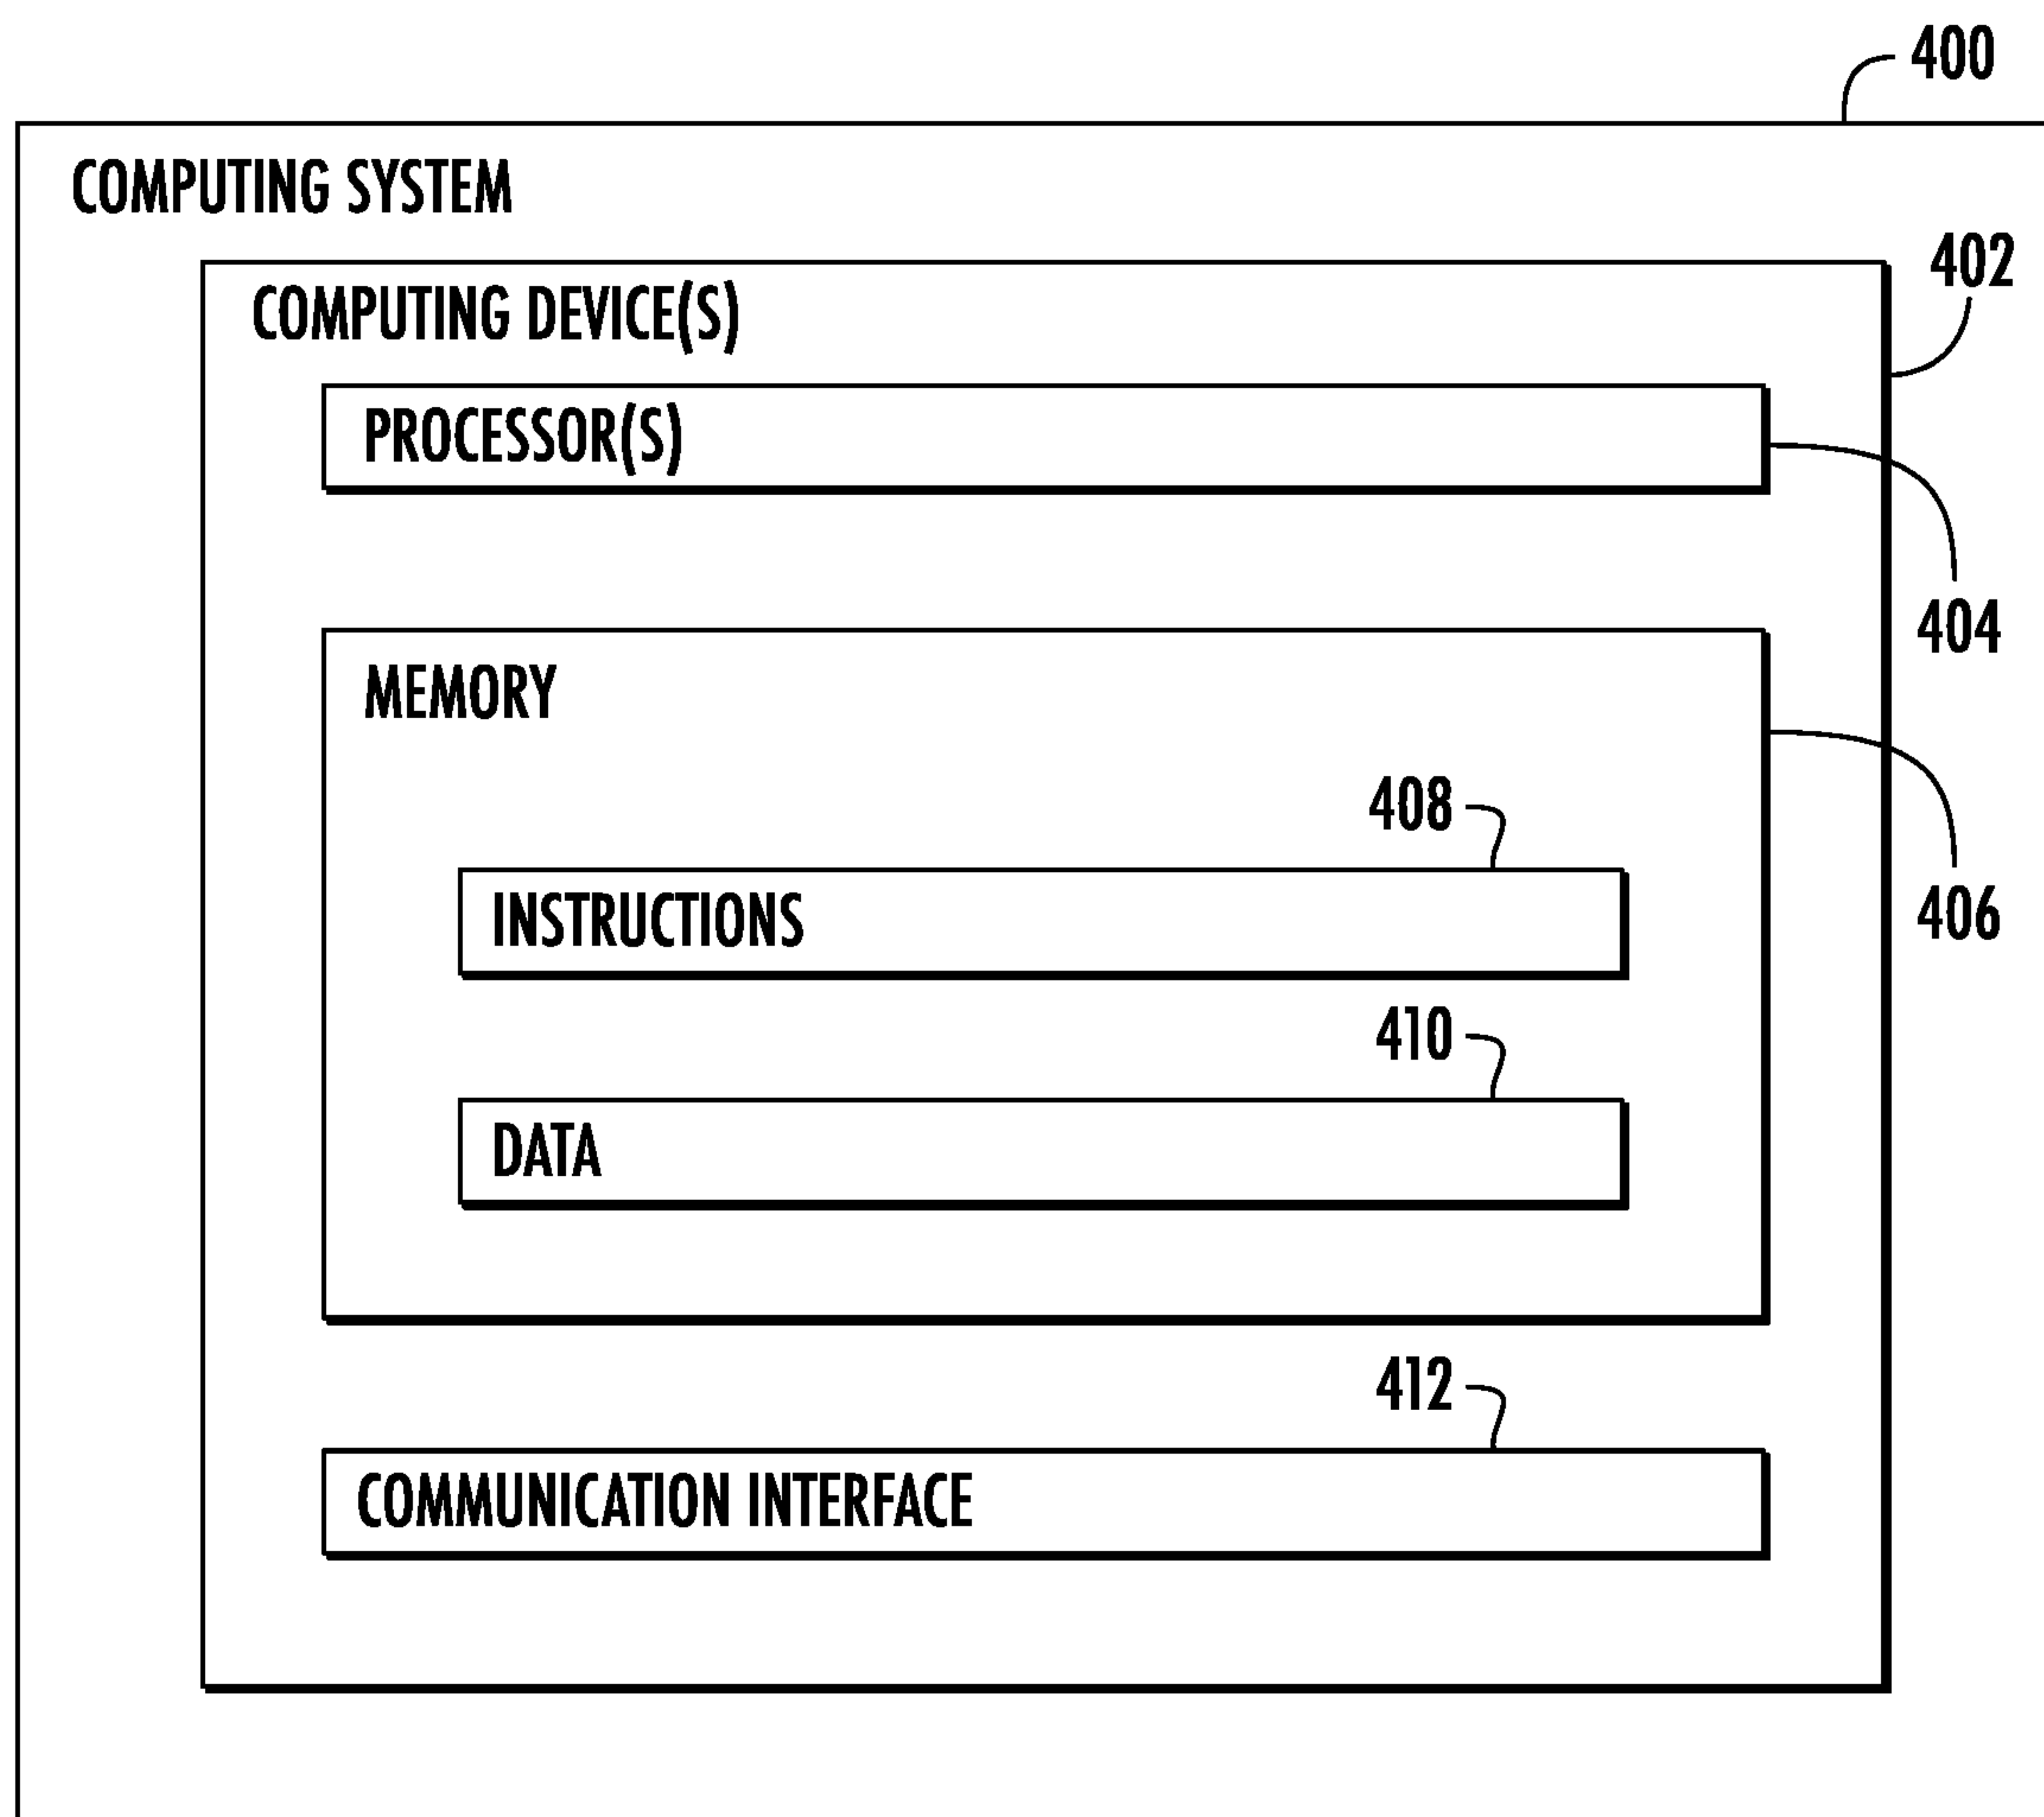 400
COMPUTING SYSTEM
402
COMPUTING DEVICE(S)
PROCESSOR(S)
404
MEMORY
408
406
INSTRUCTIONS
410
DATA
412
COMMUNICATION INTERFACE